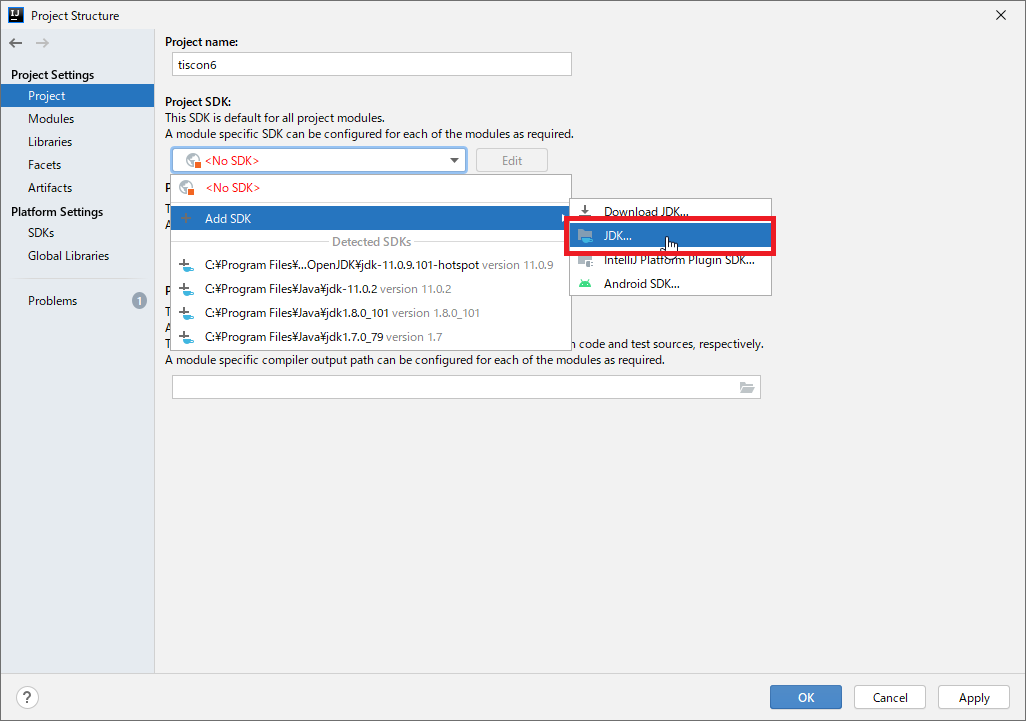 Project Structure
Project name:
Project Settings
tiscon6
Project
Project SDK:
Modules
This SDK is default for all project modules.
Libraries
A module specific SDK can be configured for each of the modules as required.
Facets
<No SDK>
Edit
Artifacts
<No SDK>
Platform Settings
Add SDK
Download JDK...
SDKs
JDK...
Global Libraries
Detected SDKs
IntelliJ Platform Plugin SDK...
C:¥Program Files¥...OpenJDK¥jdk-11.0.9.101-hotspot version 11.0.9
Android SDK...
C:¥Program Files¥Java¥jdk-11.0.2 version 11.0.2
Problems
1
C:¥Program Files¥Java¥jdk1.8.0_101 version 1.8.0_101
C:¥Program Files¥Java¥jdk1.7.0_79 version 1.7
code and test sources, respectively.
A module specific compiler output path can be configured for each of the modules as required.
?
OK
Cancel
Apply